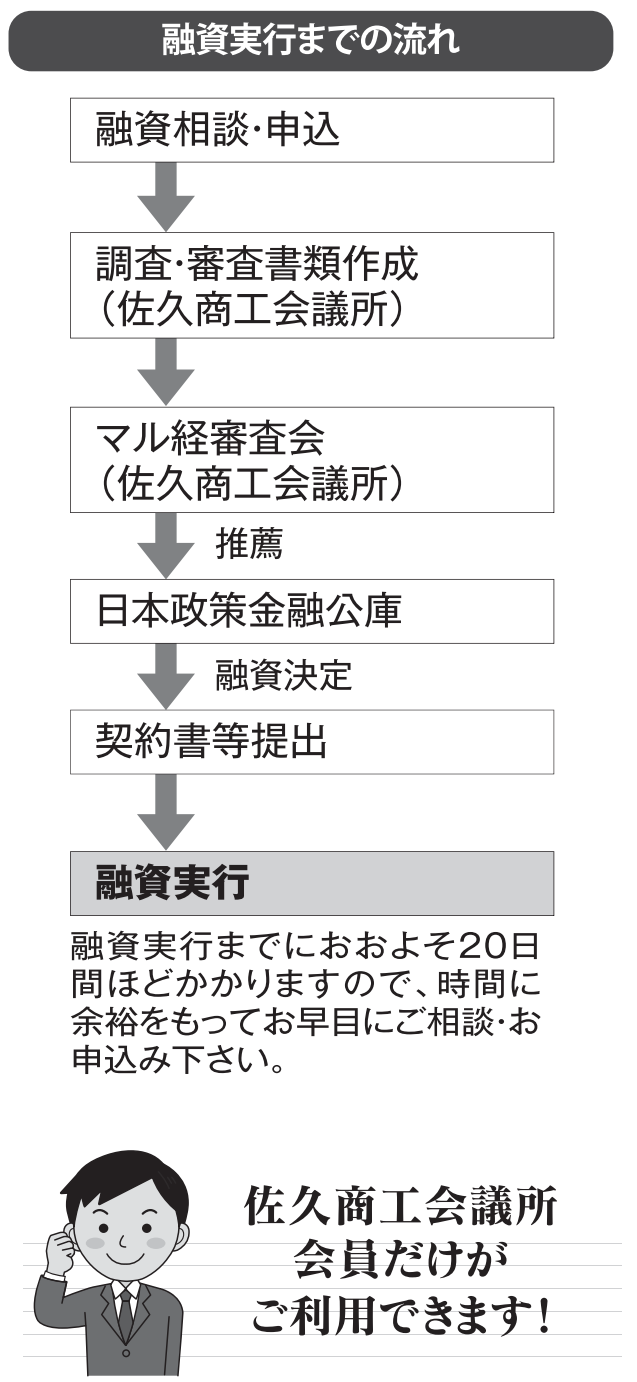 融資実行までの流れ
融資相談・申込
調査・審査書類作成
（佐久商工会議所）
マル経審査会
（佐久商工会議所）
推薦
日本政策金融公庫
融資決定
契約書等提出
融資実行
融資実行までにおおよそ20日
間ほどかかりますので、時間に
余裕をもってお早目にご相談・お
申込み下さい。
佐久商工会議所
会員だけが
ご利用できます！